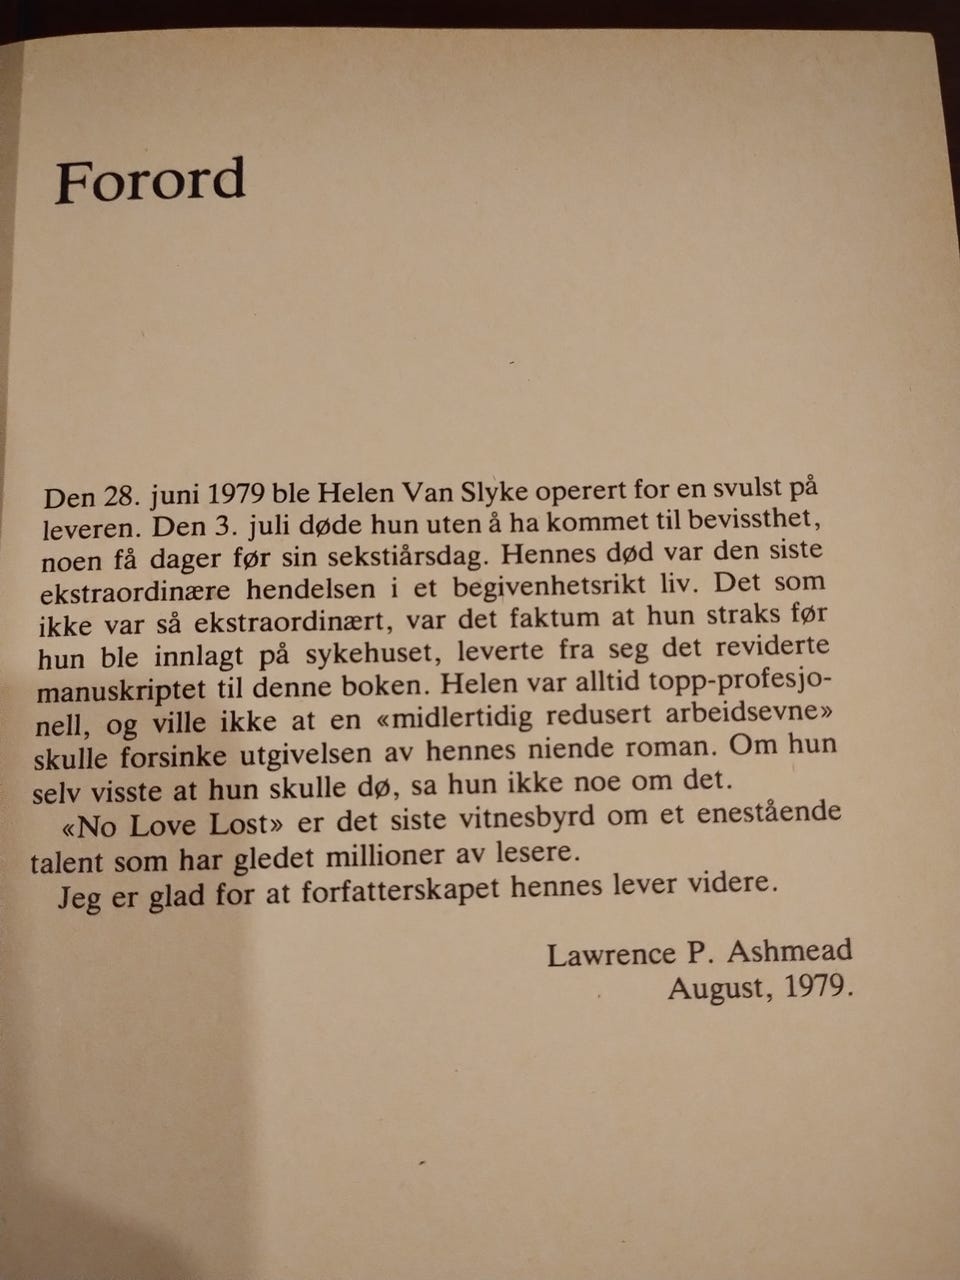 Forord
Den 28. juni 1979 ble Helen Van Slyke operert for en svulst på
leveren. Den 3. juli døde hun uten å ha kommet til bevissthet,
noen få dager før sin sekstiårsdag. Hennes død var den siste
ekstraordinære hendelsen i et begivenhetsrikt liv. Det som
ikke var så ekstraordinært, var det faktum at hun straks før
hun ble innlagt på sykehuset, leverte fra seg det reviderte
manuskriptet til denne boken. Helen var alltid topp-profesjo-
nell, og ville ikke at en «midlertidig redusert arbeidsevne»
skulle forsinke utgivelsen av hennes niende roman. Om hun
selv visste at hun skulle dø, sa hun ikke noe om det.
«No Love Lost» er det siste vitnesbyrd om et enestående
talent som har gledet millioner av lesere.
Jeg er glad for at forfatterskapet hennes lever videre.
Lawrence P. Ashmead
August, 1979.